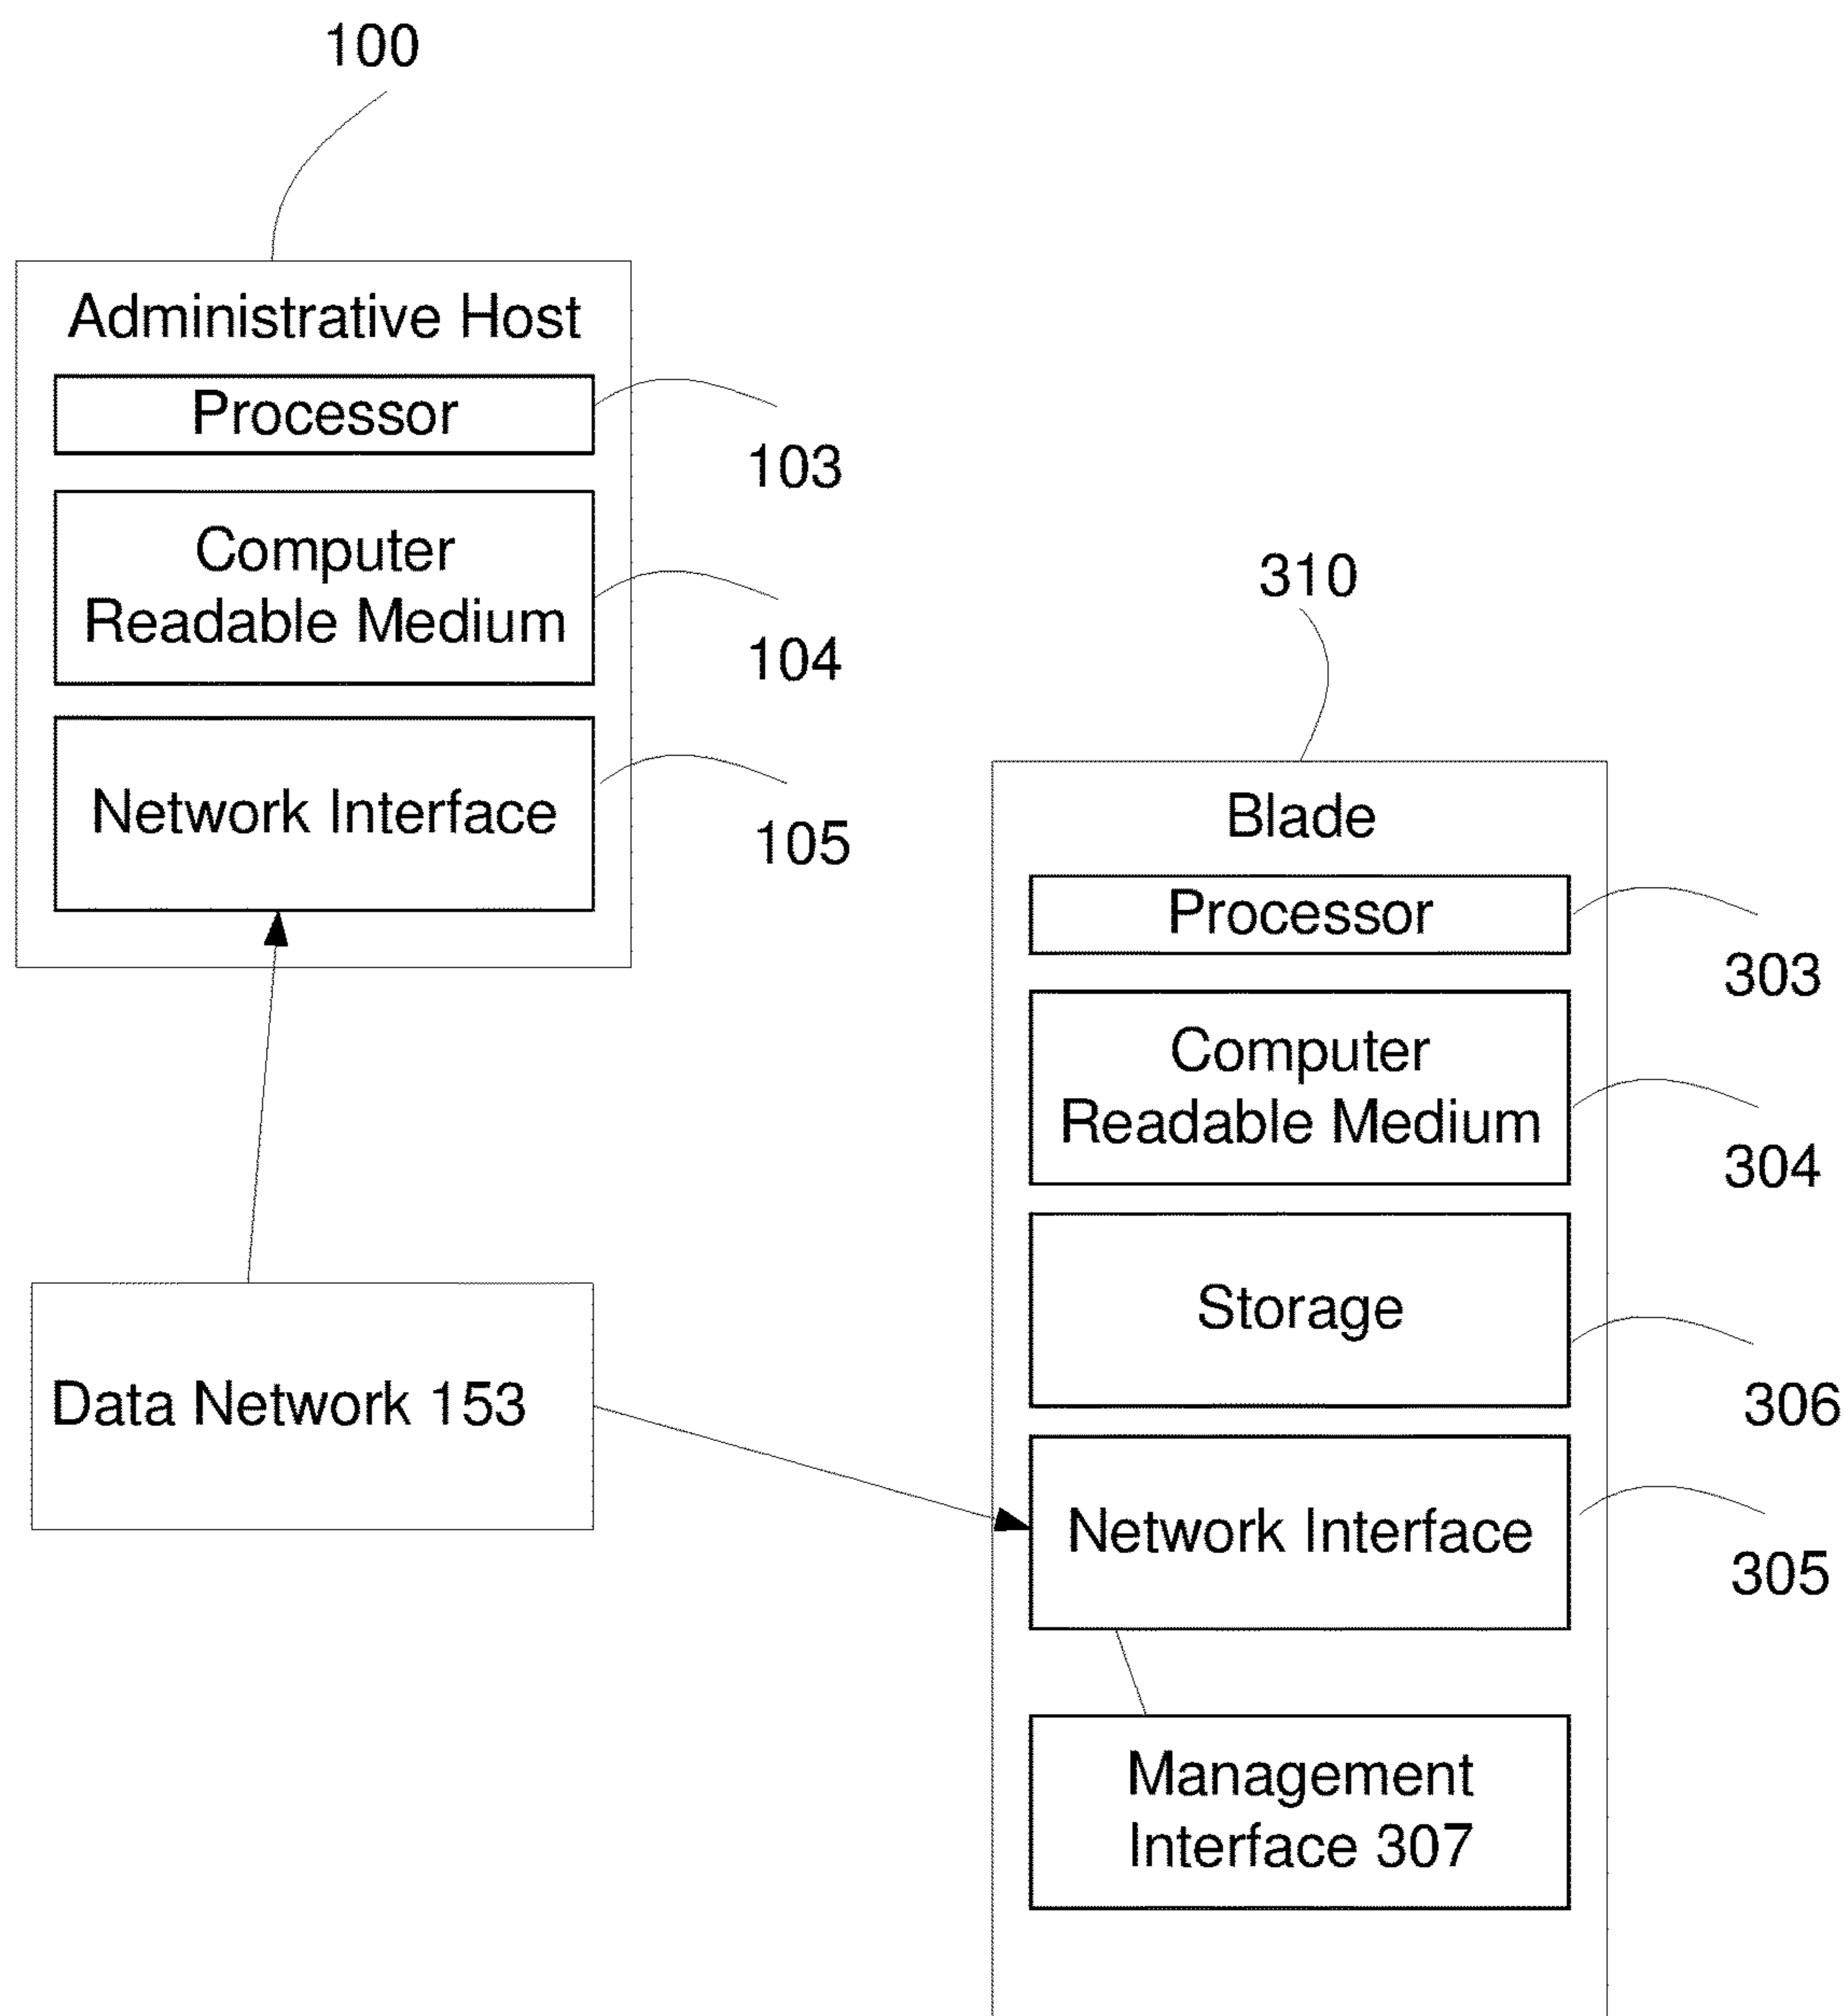 100
Administrative Host
Processor
103
Computer
Readable Medium
104
Network Interface
105
310
Blade
Processor
303
Computer
Readable Medium
304
Storage
306
Data Network 153
Network Interface
305
Management
Interface 307